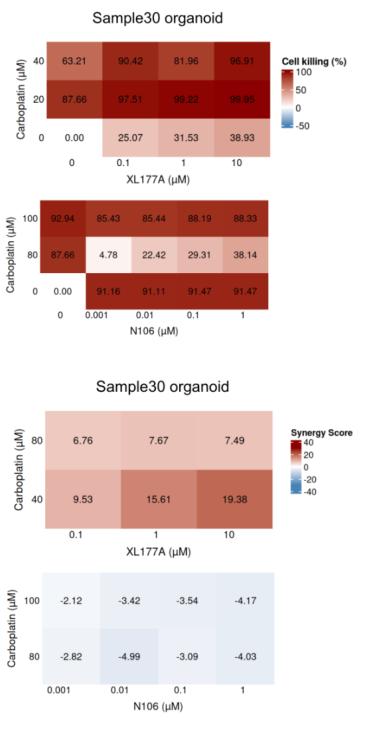 Sample30 organoid
Carboplatin (µM)
40 63.21 90.42 81.96 96.91
20 87.66 97.51 99.22 99.95
0 0.00 25.07 31.53 38.93
0 0.1 1 10
XL177A (µM)
Cell killing (%)
100
50
0
-50
Carboplatin (µM)
100 92.94 85.43 85.44 88.19 88.33
80 87.66 4.78 22.42 29.31 38.14
0 0.00 91.16 91.11 91.47 91.47
0 0.001 0.01 0.1 1
N106 (µM)
Sample30 organoid
Carboplatin (µM)
80 6.76 7.67 7.49
40 9.53 15.61 19.38
0.1 1 10
XL177A (µM)
Synergy Score
40
20
0
-20
-40
Carboplatin (µM)
100 -2.12 -3.42 -3.54 -4.17
80 -2.82 -4.99 -3.09 -4.03
0.001 0.01 0.1 1
N106 (µM)